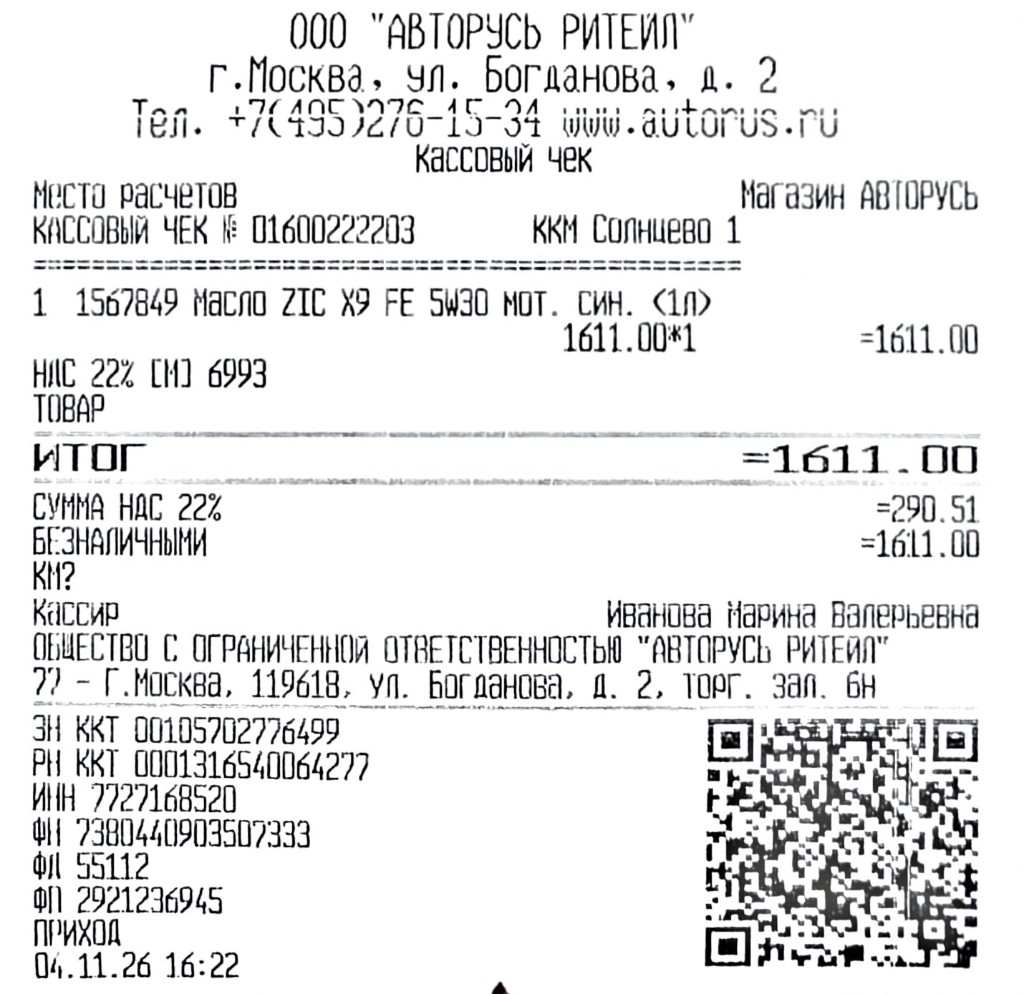 ООО "АВТОРУСЬ РИТЕЙЛ"
г.Москва, ул. Богданова, д. 2
Тел. +7(495)276-15-34 www.autorus.ru
Кассовый чек
Место расчетов Магазин АВТОРУСЬ
КАССОВЫЙ ЧЕК № 01600222203 ККМ Солнцево 1
1 1567849 Масло ZIC X9 FE 5W30 мот. син. (1л)
1611.00*1 =1611.00
НДС 22% [М] 6993
ТОВАР
ИТОГ =1611.00
СУММА НДС 22% =290.51
БЕЗНАЛИЧНЫМИ =1611.00
КМ?
Кассир Иванова Марина Валерьевна
ОБЩЕСТВО С ОГРАНИЧЕННОЙ ОТВЕТСТВЕННОСТЬЮ "АВТОРУСЬ РИТЕЙЛ"
77 - Г.Москва, 119618, ул. Богданова, д. 2, торг. зал. 6Н
ЗН ККТ 00105702776499
РН ККТ 0001316540064277
ИНН 7727168520
ФН 7380440903507333
ФД 55112
ФП 2921236945
ПРИХОД
04.11.26 16:22